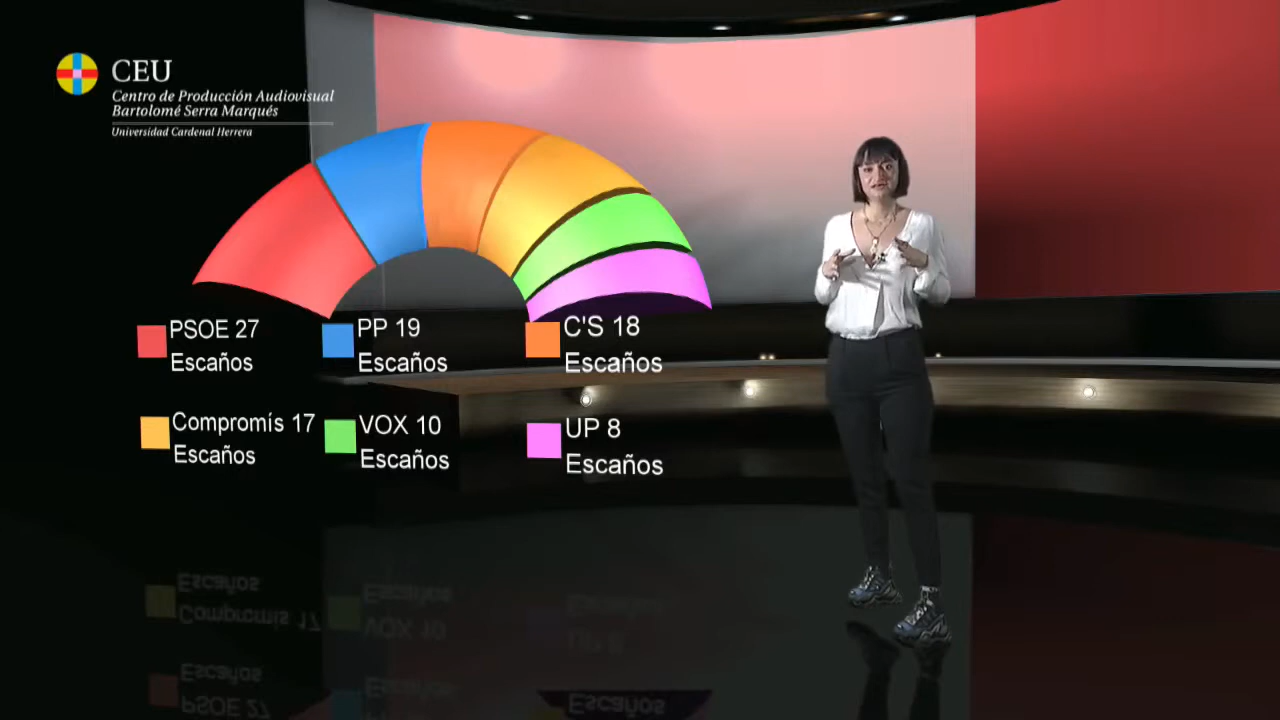 CEU
Centro de Producción Audiovisual
Bartolomé Serra Marqués
Universidad Cardenal Herrera
PSOE 27
Escaños
PP 19
Escaños
C'S 18
Escaños
Compromís 17
Escaños
VOX 10
Escaños
UP 8
Escaños